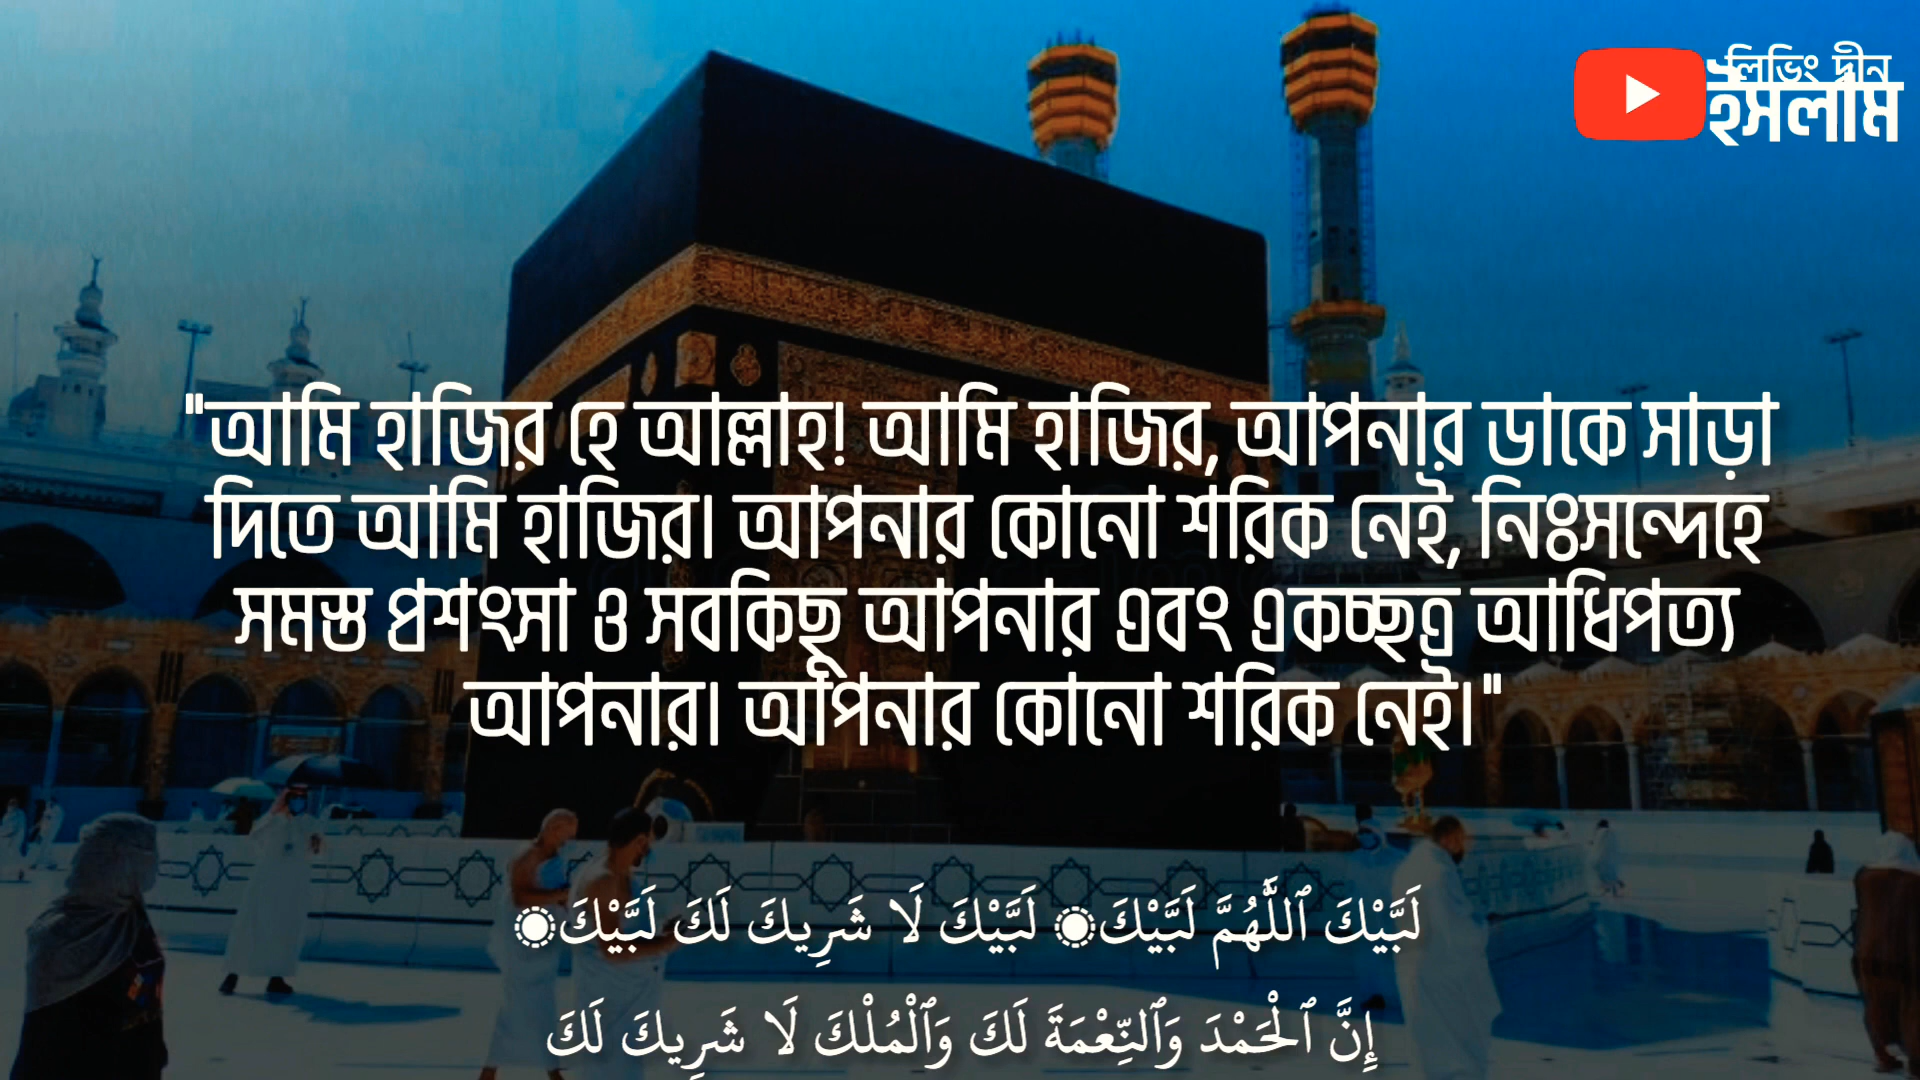 লিভিং দ্বীন
ইসলাম
"আমি হাজির হে আল্লাহ! আমি হাজির, আপনার ডাকে সাড়া
দিতে আমি হাজির। আপনার কোনো শরিক নেই, নিঃসন্দেহে
সমস্ত প্রশংসা ও সবকিছু আপনার এবং একচ্ছত্র আধিপত্য
আপনার। আপনার কোনো শরিক নেই।"
لَبَّيْكَ ٱللَّهُمَّ لَبَّيْكَ۝ لَبَّيْكَ لَا شَرِيكَ لَكَ لَبَّيْكَ۝
إِنَّ ٱلْحَمْدَ وَٱلنِّعْمَةَ لَكَ وَٱلْمُلْكَ لَا شَرِيكَ لَكَ